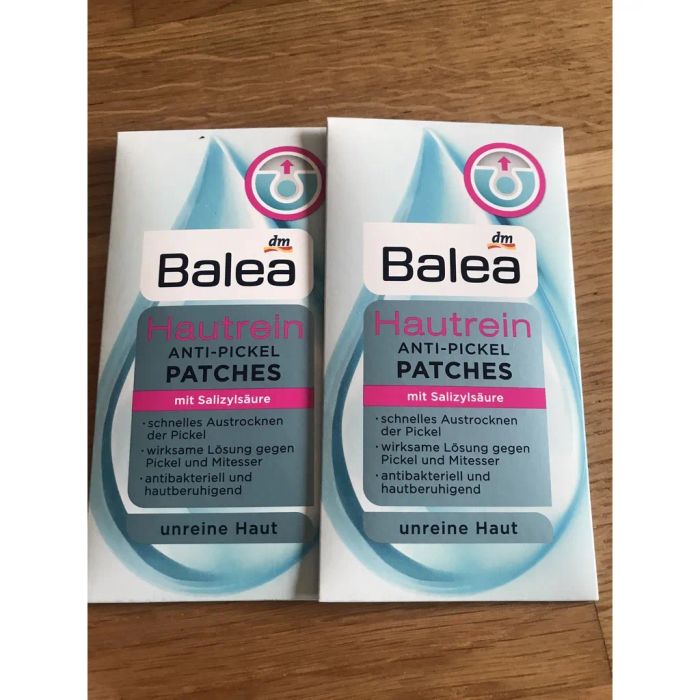 dm
Balea
Hautrein
ANTI-PICKEL
PATCHES
mit Salizylsäure
· schnelles Austrocknen
der Pickel
· wirksame Lösung gegen
Pickel und Mitesser
· antibakteriell und
hautberuhigend
unreine Haut
dm
Balea
Hautrein
ANTI-PICKEL
PATCHES
mit Salizylsäure
· schnelles Austrocknen
der Pickel
· wirksame Lösung gegen
Pickel und Mitesser
· antibakteriell und
hautberuhigend
unreine Haut